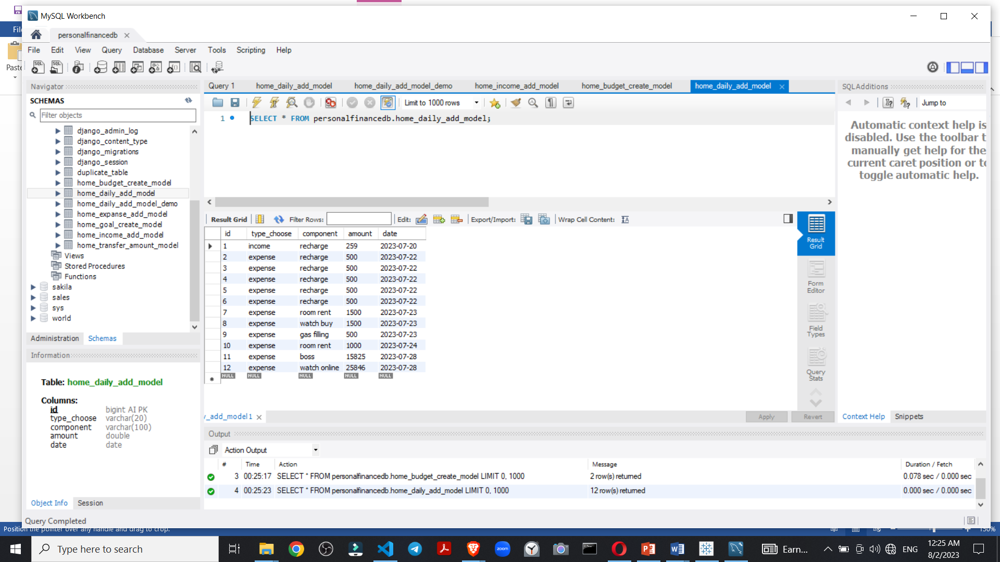 MySQL Workbench
File
personalfinancedb
File Edit View Query Database Server Tools Scripting Help
Paste
Navigator
SCHEMAS
Filter objects
django_admin_log
django_content_type
django_migrations
django_session
duplicate_table
home_budget_create_model
home_daily_add_model
home_daily_add_model_demo
home_expanse_add_model
home_goal_create_model
home_income_add_model
home_transfer_amount_model
Views
Stored Procedures
Functions
sakila
sales
sys
world
Administration Schemas
Information
Table: home_daily_add_model
Columns:
id bigint AI PK
type_choose varchar(20)
component varchar(100)
amount double
date date
Object Info Session
Query 1 home_daily_add_model home_daily_add_model_demo home_income_add_model home_budget_create_model home_daily_add_model
Limit to 1000 rows
1 SELECT * FROM personalfinancedb.home_daily_add_model;
Result Grid Filter Rows: Edit: Export/Import: Wrap Cell Content:
id type_choose component amount date
1 income recharge 259 2023-07-20
2 expense recharge 500 2023-07-22
3 expense recharge 500 2023-07-22
4 expense recharge 500 2023-07-22
5 expense recharge 500 2023-07-22
6 expense recharge 500 2023-07-22
7 expense room rent 1500 2023-07-23
8 expense watch buy 1500 2023-07-23
9 expense gas filling 500 2023-07-23
10 expense room rent 1000 2023-07-24
11 expense boss 15825 2023-07-28
12 expense watch online 25846 2023-07-28
NULL NULL NULL NULL NULL
Result
Grid
Form
Editor
Field
Types
Query
Stats
y_add_model1
Apply Revert
SQLAdditions
Jump to
Automatic context help is
disabled. Use the toolbar t
manually get help for the
current caret position or to
toggle automatic help.
Context Help Snippets
Output
Action Output
# Time Action Message Duration / Fetch
3 00:25:17 SELECT * FROM personalfinancedb.home_budget_create_model LIMIT 0, 1000 2 row(s) returned 0.078 sec / 0.000 sec
4 00:25:23 SELECT * FROM personalfinancedb.home_daily_add_model LIMIT 0, 1000 12 row(s) returned 0.000 sec / 0.000 sec
Query Completed
Position the pointer over any handle and drag to crop.
130%
Type here to search
zoom
Earn...
ENG
12:25 AM
8/2/2023